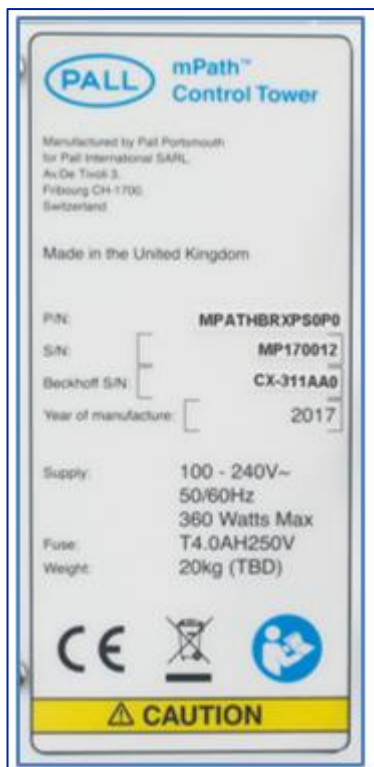 PALL
mPath™
Control Tower
Manufactured by Pall Portsmouth
for Pall International SARL.
Av.De Tivoli 3.
Fribourg CH-1700.
Switzerland
Made in the United Kingdom
P/N: MPATHBRXPS0P0
S/N: MP170012
Beckhoff S/N: CX-311AA0
Year of manufacture: 2017
Supply: 100 - 240V~
50/60Hz
360 Watts Max
Fuse: T4.0AH250V
Weight: 20kg (TBD)
CE
CAUTION